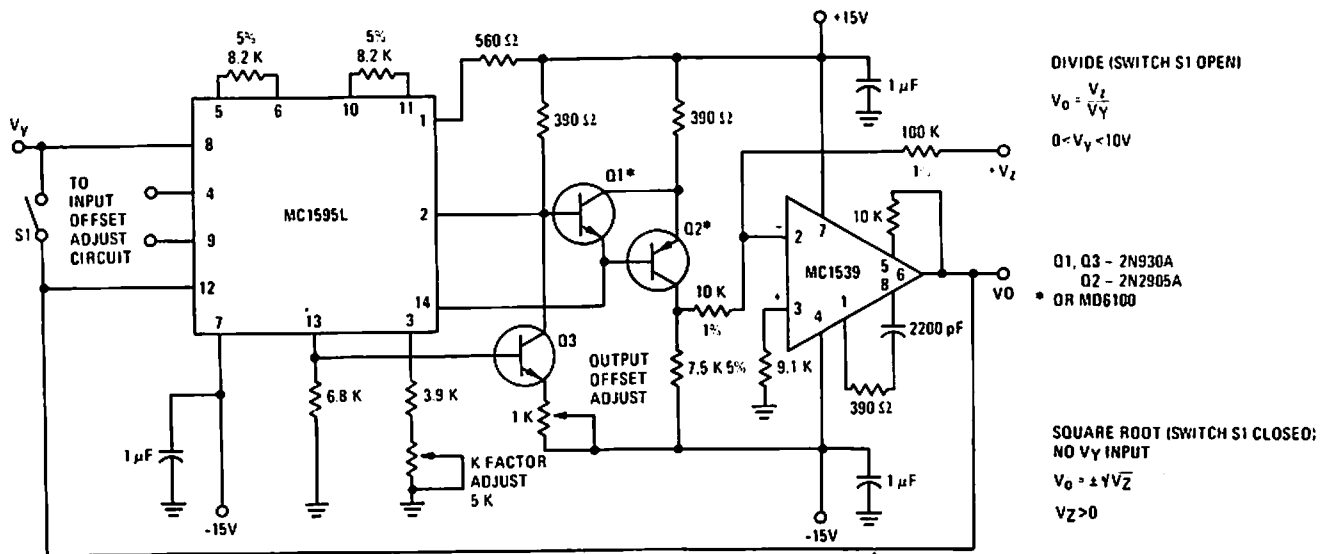 +15V
5%
8.2 K
5%
8.2 K
560 Ω
1 µF
DIVIDE (SWITCH S1 OPEN)
Vo = Vz/VY
0< Vy <10V
5
6
10
11
1
390 Ω
390 Ω
100 K
1%
+Vz
VY
8
TO
INPUT
OFFSET
ADJUST
CIRCUIT
4
9
S1
12
MC1595L
2
14
7
13
3
Q1*
Q2*
10 K
1%
-
2
7
MC1539
+
3
4
1
5
6
8
10 K
VO
2200 pF
390 Ω
9.1 K
Q1, Q3 – 2N930A
Q2 – 2N2905A
* OR MD6100
Q3
OUTPUT
OFFSET
ADJUST
7.5 K 5%
6.8 K
3.9 K
1 K
1 µF
-15V
K FACTOR
ADJUST
5 K
1 µF
-15V
SQUARE ROOT (SWITCH S1 CLOSED)
NO VY INPUT
Vo = ±√VZ
VZ>0